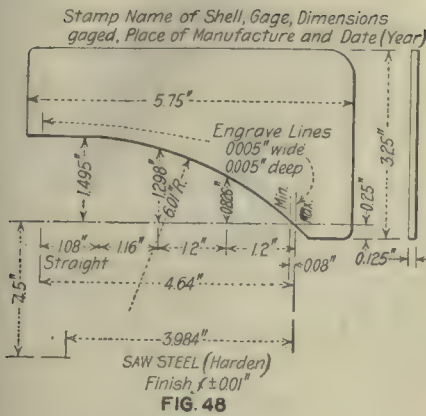 Stamp Name of Shell, Gage, Dimensions
gaged, Place of Manufacture and Date (Year)
5.75"
Engrave Lines
0.005" wide
0.005" deep
3.25"
1.495"
1.298"
6.01" R.
0.826"
Min.
Max.
0.25"
1.08"
Straight
1.16"
1.2"
1.2"
0.08"
0.125"
4.64"
4.5"
3.984"
SAW STEEL (Harden)
Finish ƒ ±0.01"
FIG. 48